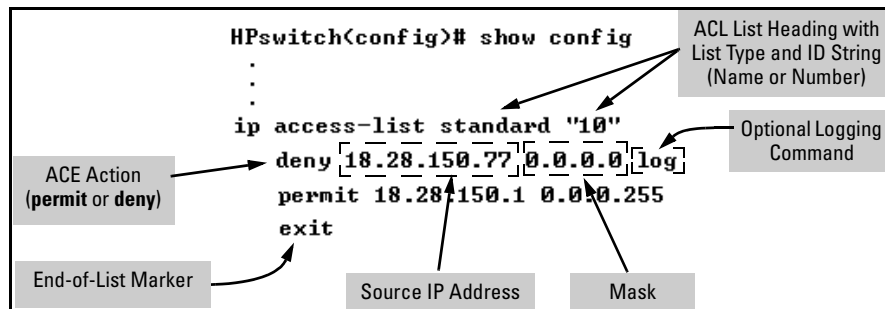 HPswitch(config)# show config
.
.
.
ip access-list standard "10"
deny 18.28.150.77 0.0.0.0 log
permit 18.28.150.1 0.0.0.255
exit
ACL List Heading with
List Type and ID String
(Name or Number)
Optional Logging
Command
ACE Action
(permit or deny)
End-of-List Marker
Source IP Address
Mask